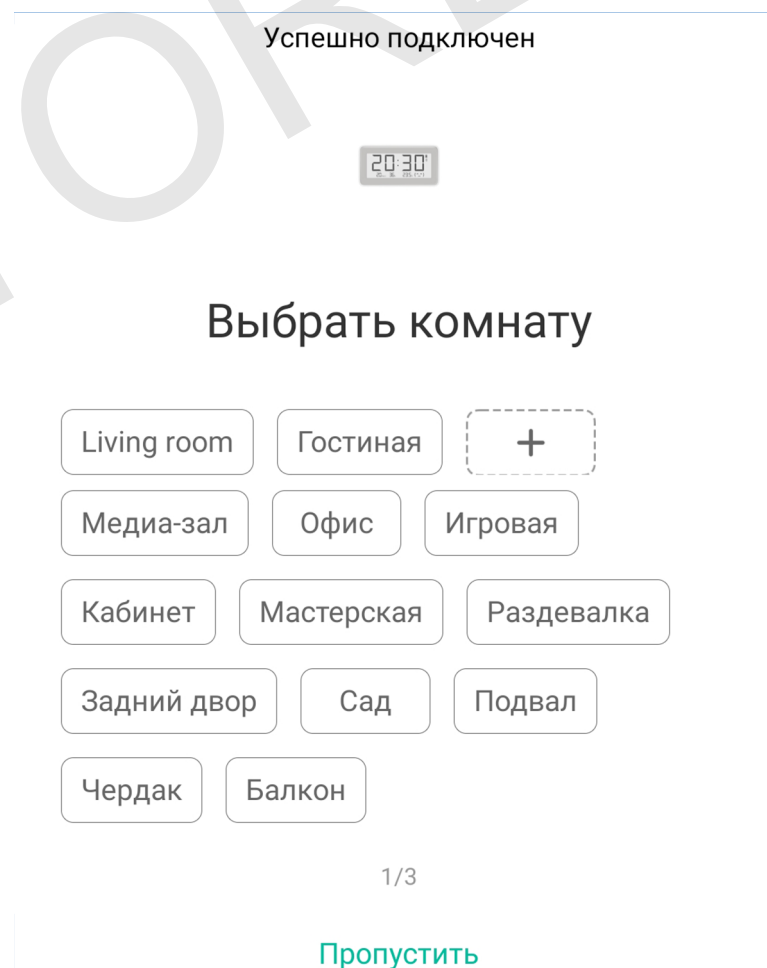 Успешно подключен
20:30
Выбрать комнату
Living room Гостиная +
Медиа-зал Офис Игровая
Кабинет Мастерская Раздевалка
Задний двор Сад Подвал
Чердак Балкон
1/3
Пропустить